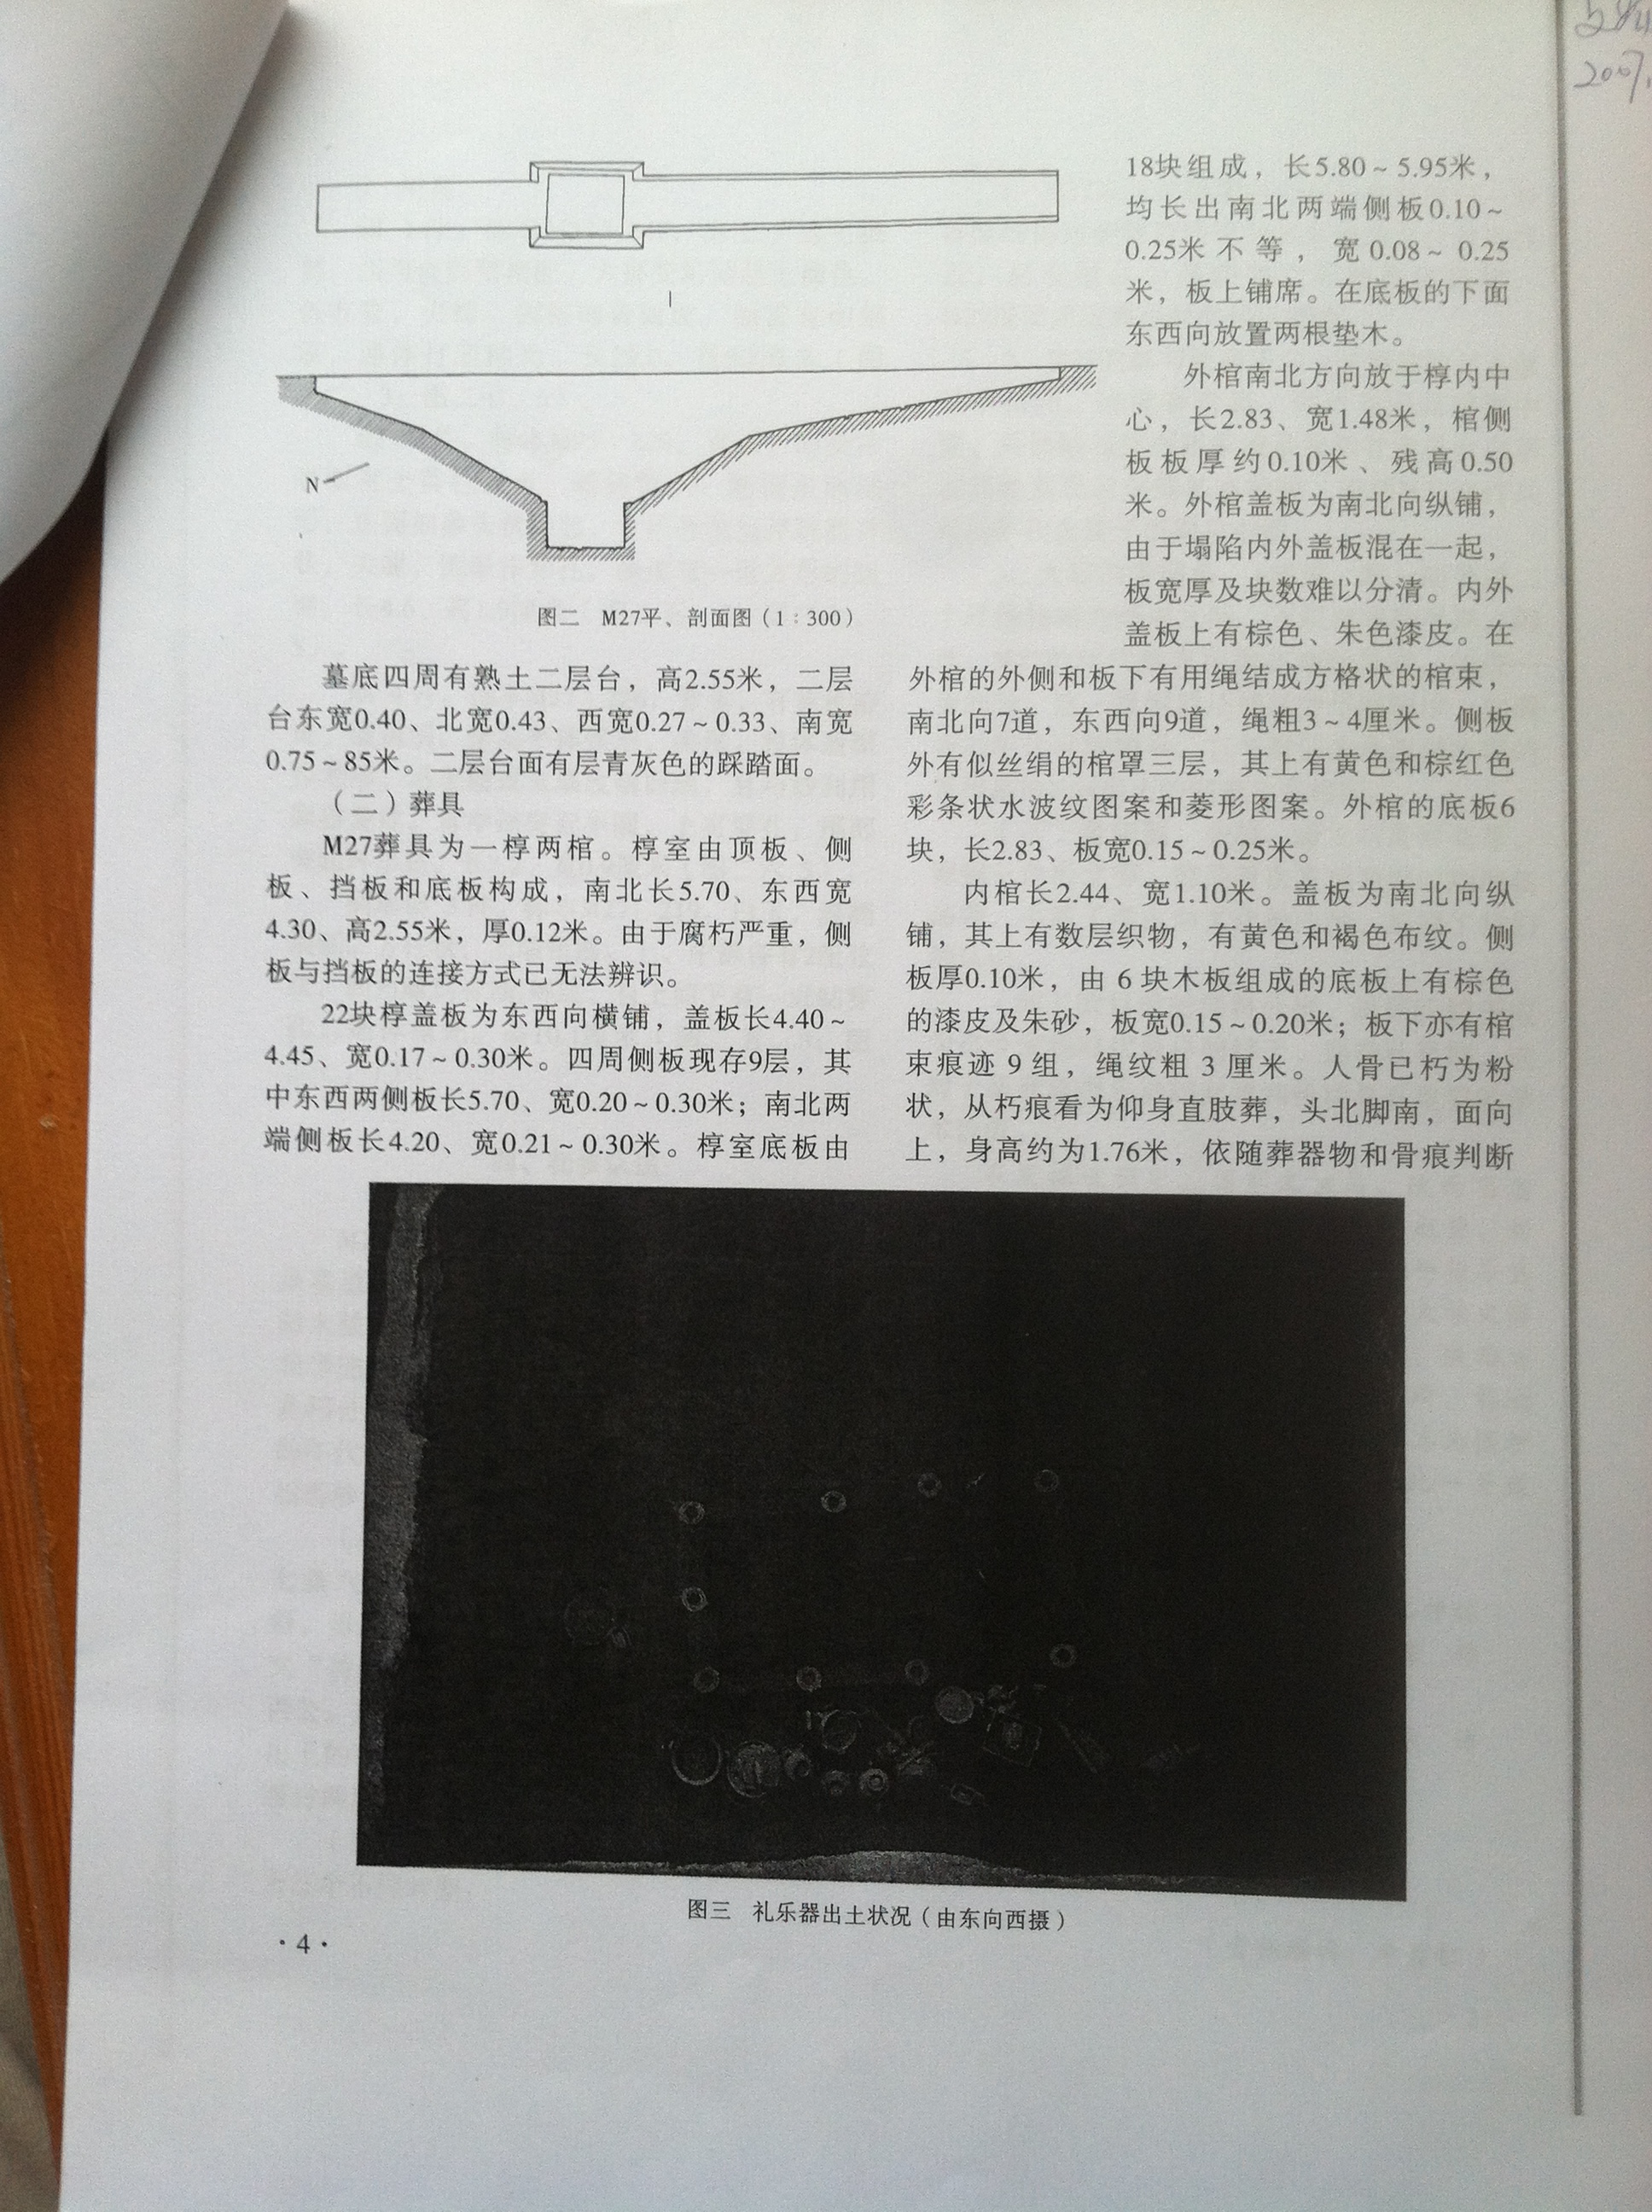 N
图二 M27平、剖面图（1：300）
墓底四周有熟土二层台，高2.55米，二层
台东宽0.40、北宽0.43、西宽0.27～0.33、南宽
0.75～85米。二层台面有层青灰色的踩踏面。
（二）葬具
M27葬具为一椁两棺。椁室由顶板、侧
板、挡板和底板构成，南北长5.70、东西宽
4.30、高2.55米，厚0.12米。由于腐朽严重，侧
板与挡板的连接方式已无法辨识。
22块椁盖板为东西向横铺，盖板长4.40～
4.45、宽0.17～0.30米。四周侧板现存9层，其
中东西两侧板长5.70、宽0.20～0.30米；南北两
端侧板长4.20、宽0.21～0.30米。椁室底板由
18块组成，长5.80～5.95米，
均长出南北两端侧板0.10～
0.25米不等，宽0.08～0.25
米，板上铺席。在底板的下面
东西向放置两根垫木。
外棺南北方向放于椁内中
心，长2.83、宽1.48米，棺侧
板板厚约0.10米、残高0.50
米。外棺盖板为南北向纵铺，
由于塌陷内外盖板混在一起，
板宽厚及块数难以分清。内外
盖板上有棕色、朱色漆皮。在
外棺的外侧和板下有用绳结成方格状的棺束，
南北向7道，东西向9道，绳粗3～4厘米。侧板
外有似丝绢的棺罩三层，其上有黄色和棕红色
彩条状水波纹图案和菱形图案。外棺的底板6
块，长2.83、板宽0.15～0.25米。
内棺长2.44、宽1.10米。盖板为南北向纵
铺，其上有数层织物，有黄色和褐色布纹。侧
板厚0.10米，由6块木板组成的底板上有棕色
的漆皮及朱砂，板宽0.15～0.20米；板下亦有棺
束痕迹9组，绳纹粗3厘米。人骨已朽为粉
状，从朽痕看为仰身直肢葬，头北脚南，面向
上，身高约为1.76米，依随葬器物和骨痕判断
图三 礼乐器出土状况（由东向西摄）
·4·
2007.